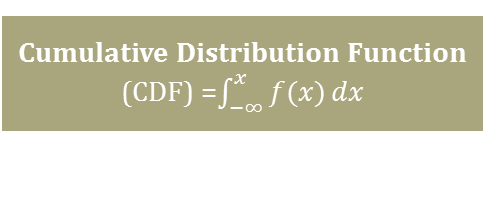 Cumulative Distribution Function
(CDF) =∫_{-∞}^{x} f(x) dx